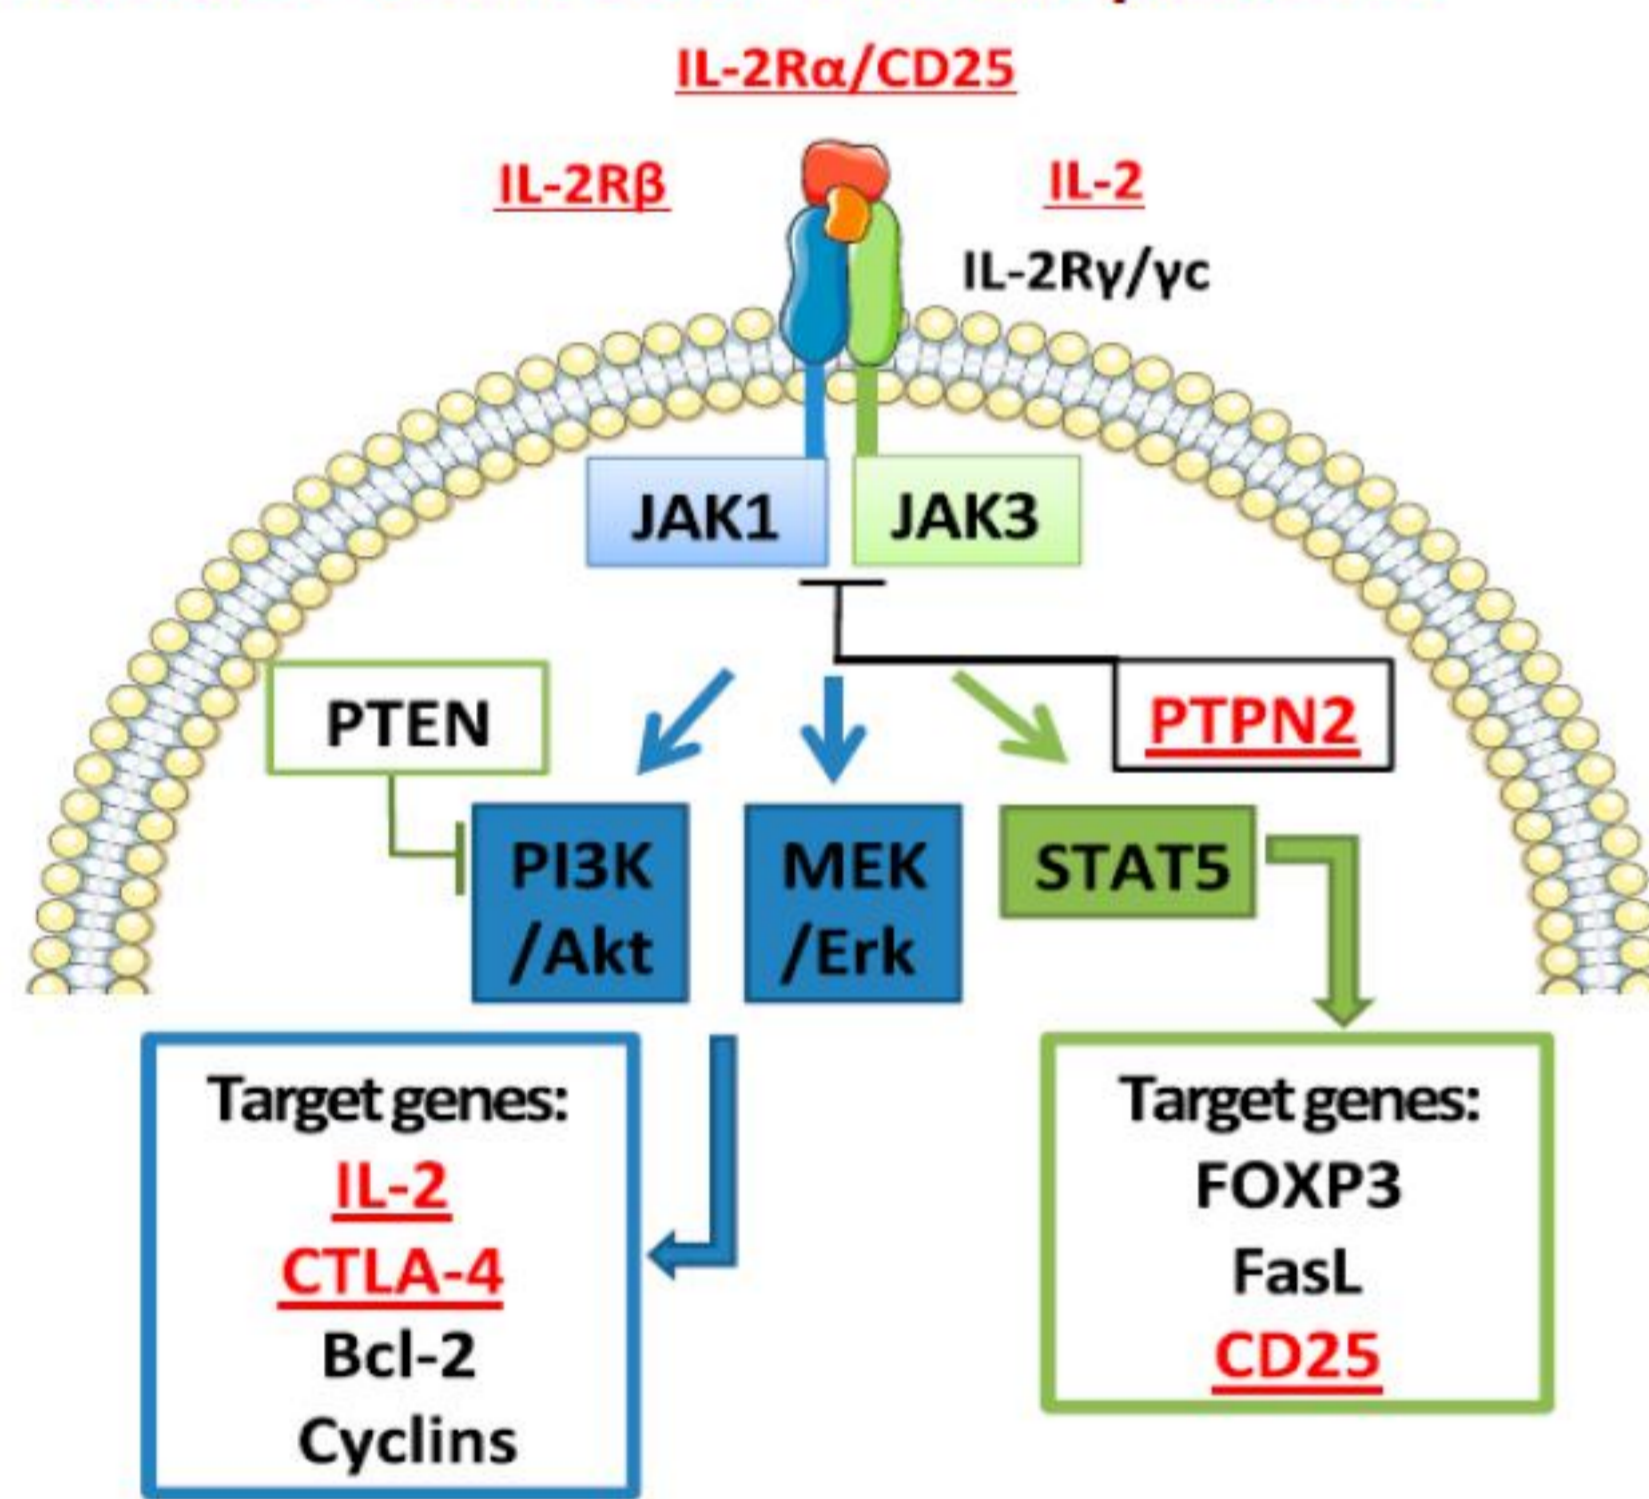 IL-2Rα/CD25
IL-2Rβ
IL-2
IL-2Rγ/γc
JAK1
JAK3
PTEN
PTPN2
PI3K
/Akt
MEK
/Erk
STAT5
Target genes:
IL-2
CTLA-4
Bcl-2
Cyclins
Target genes:
FOXP3
FasL
CD25